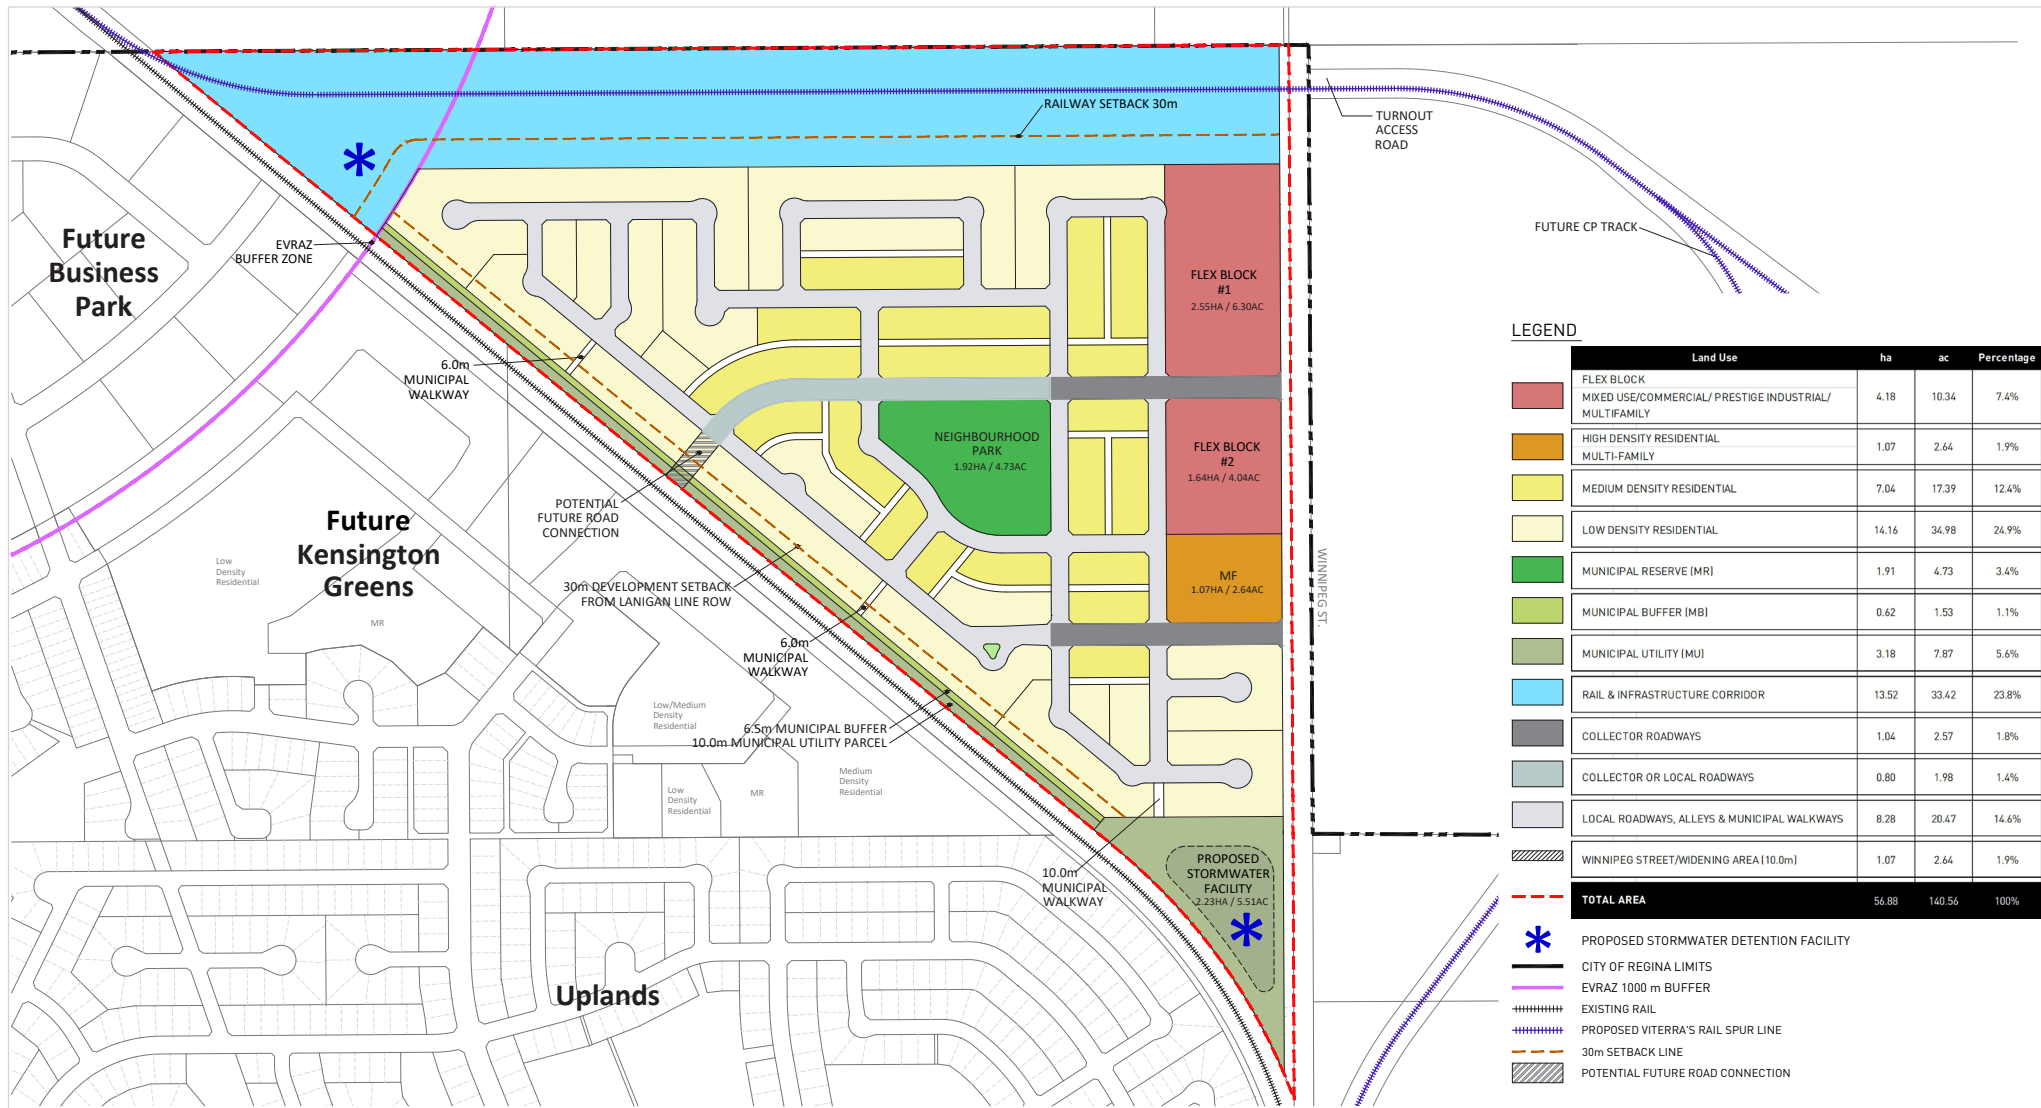 RAILWAY SETBACK 30m
TURNOUT
ACCESS
ROAD
FUTURE CP TRACK
Future
Business
Park
EVRAZ
BUFFER ZONE
FLEX BLOCK
#1
2.55HA / 6.30AC
6.0m
MUNICIPAL
WALKWAY
NEIGHBOURHOOD
PARK
1.92HA / 4.73AC
FLEX BLOCK
#2
1.64HA / 4.04AC
POTENTIAL
FUTURE ROAD
CONNECTION
Future
Kensington
Greens
Low
Density
Residential
MR
30m DEVELOPMENT SETBACK
FROM LANIGAN LINE ROW
MF
1.07HA / 2.64AC
WINNIPEG ST.
6.0m
MUNICIPAL
WALKWAY
Low/Medium
Density
Residential
6.5m MUNICIPAL BUFFER
10.0m MUNICIPAL UTILITY PARCEL
Low
Density
Residential
MR
Medium
Density
Residential
10.0m
MUNICIPAL
WALKWAY
PROPOSED
STORMWATER
FACILITY
2.23HA / 5.51AC
Uplands
LEGEND
Land Use ha ac Percentage
FLEX BLOCK
MIXED USE/COMMERCIAL/ PRESTIGE INDUSTRIAL/
MULTIFAMILY
4.18 10.34 7.4%
HIGH DENSITY RESIDENTIAL
MULTI-FAMILY
1.07 2.64 1.9%
MEDIUM DENSITY RESIDENTIAL 7.04 17.39 12.4%
LOW DENSITY RESIDENTIAL 14.16 34.98 24.9%
MUNICIPAL RESERVE (MR) 1.91 4.73 3.4%
MUNICIPAL BUFFER (MB) 0.62 1.53 1.1%
MUNICIPAL UTILITY (MU) 3.18 7.87 5.6%
RAIL & INFRASTRUCTURE CORRIDOR 13.52 33.42 23.8%
COLLECTOR ROADWAYS 1.04 2.57 1.8%
COLLECTOR OR LOCAL ROADWAYS 0.80 1.98 1.4%
LOCAL ROADWAYS, ALLEYS & MUNICIPAL WALKWAYS 8.28 20.47 14.6%
WINNIPEG STREET/WIDENING AREA (10.0m) 1.07 2.64 1.9%
TOTAL AREA 56.88 140.56 100%
PROPOSED STORMWATER DETENTION FACILITY
CITY OF REGINA LIMITS
EVRAZ 1000 m BUFFER
EXISTING RAIL
PROPOSED VITERRA'S RAIL SPUR LINE
30m SETBACK LINE
POTENTIAL FUTURE ROAD CONNECTION